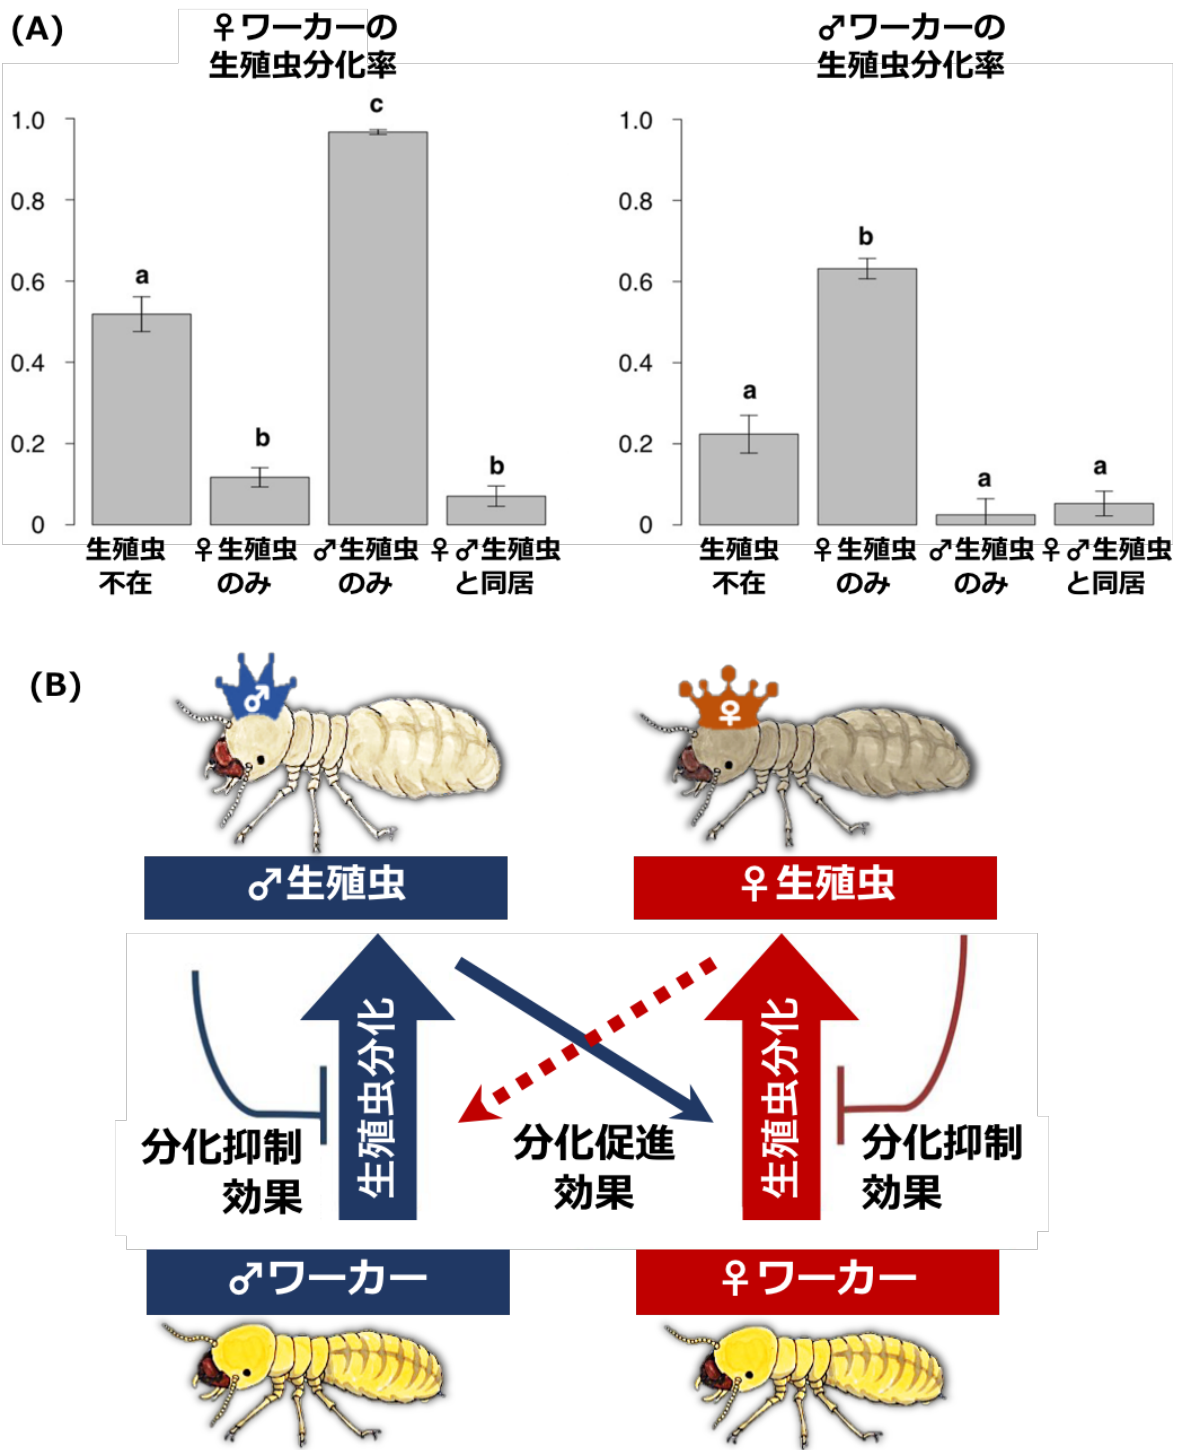 (A)
♀ワーカーの
生殖虫分化率
1.0
0.8
0.6
0.4
0.2
0
a
b
c
b
生殖虫
不在
♀生殖虫
のみ
♂生殖虫
のみ
♀♂生殖虫
と同居
♂ワーカーの
生殖虫分化率
1.0
0.8
0.6
0.4
0.2
0
a
b
a
a
生殖虫
不在
♀生殖虫
のみ
♂生殖虫
のみ
♀♂生殖虫
と同居
(B)
♂
♀
♂生殖虫
♀生殖虫
生殖虫分化
生殖虫分化
分化抑制
効果
分化促進
効果
分化抑制
効果
♂ワーカー
♀ワーカー